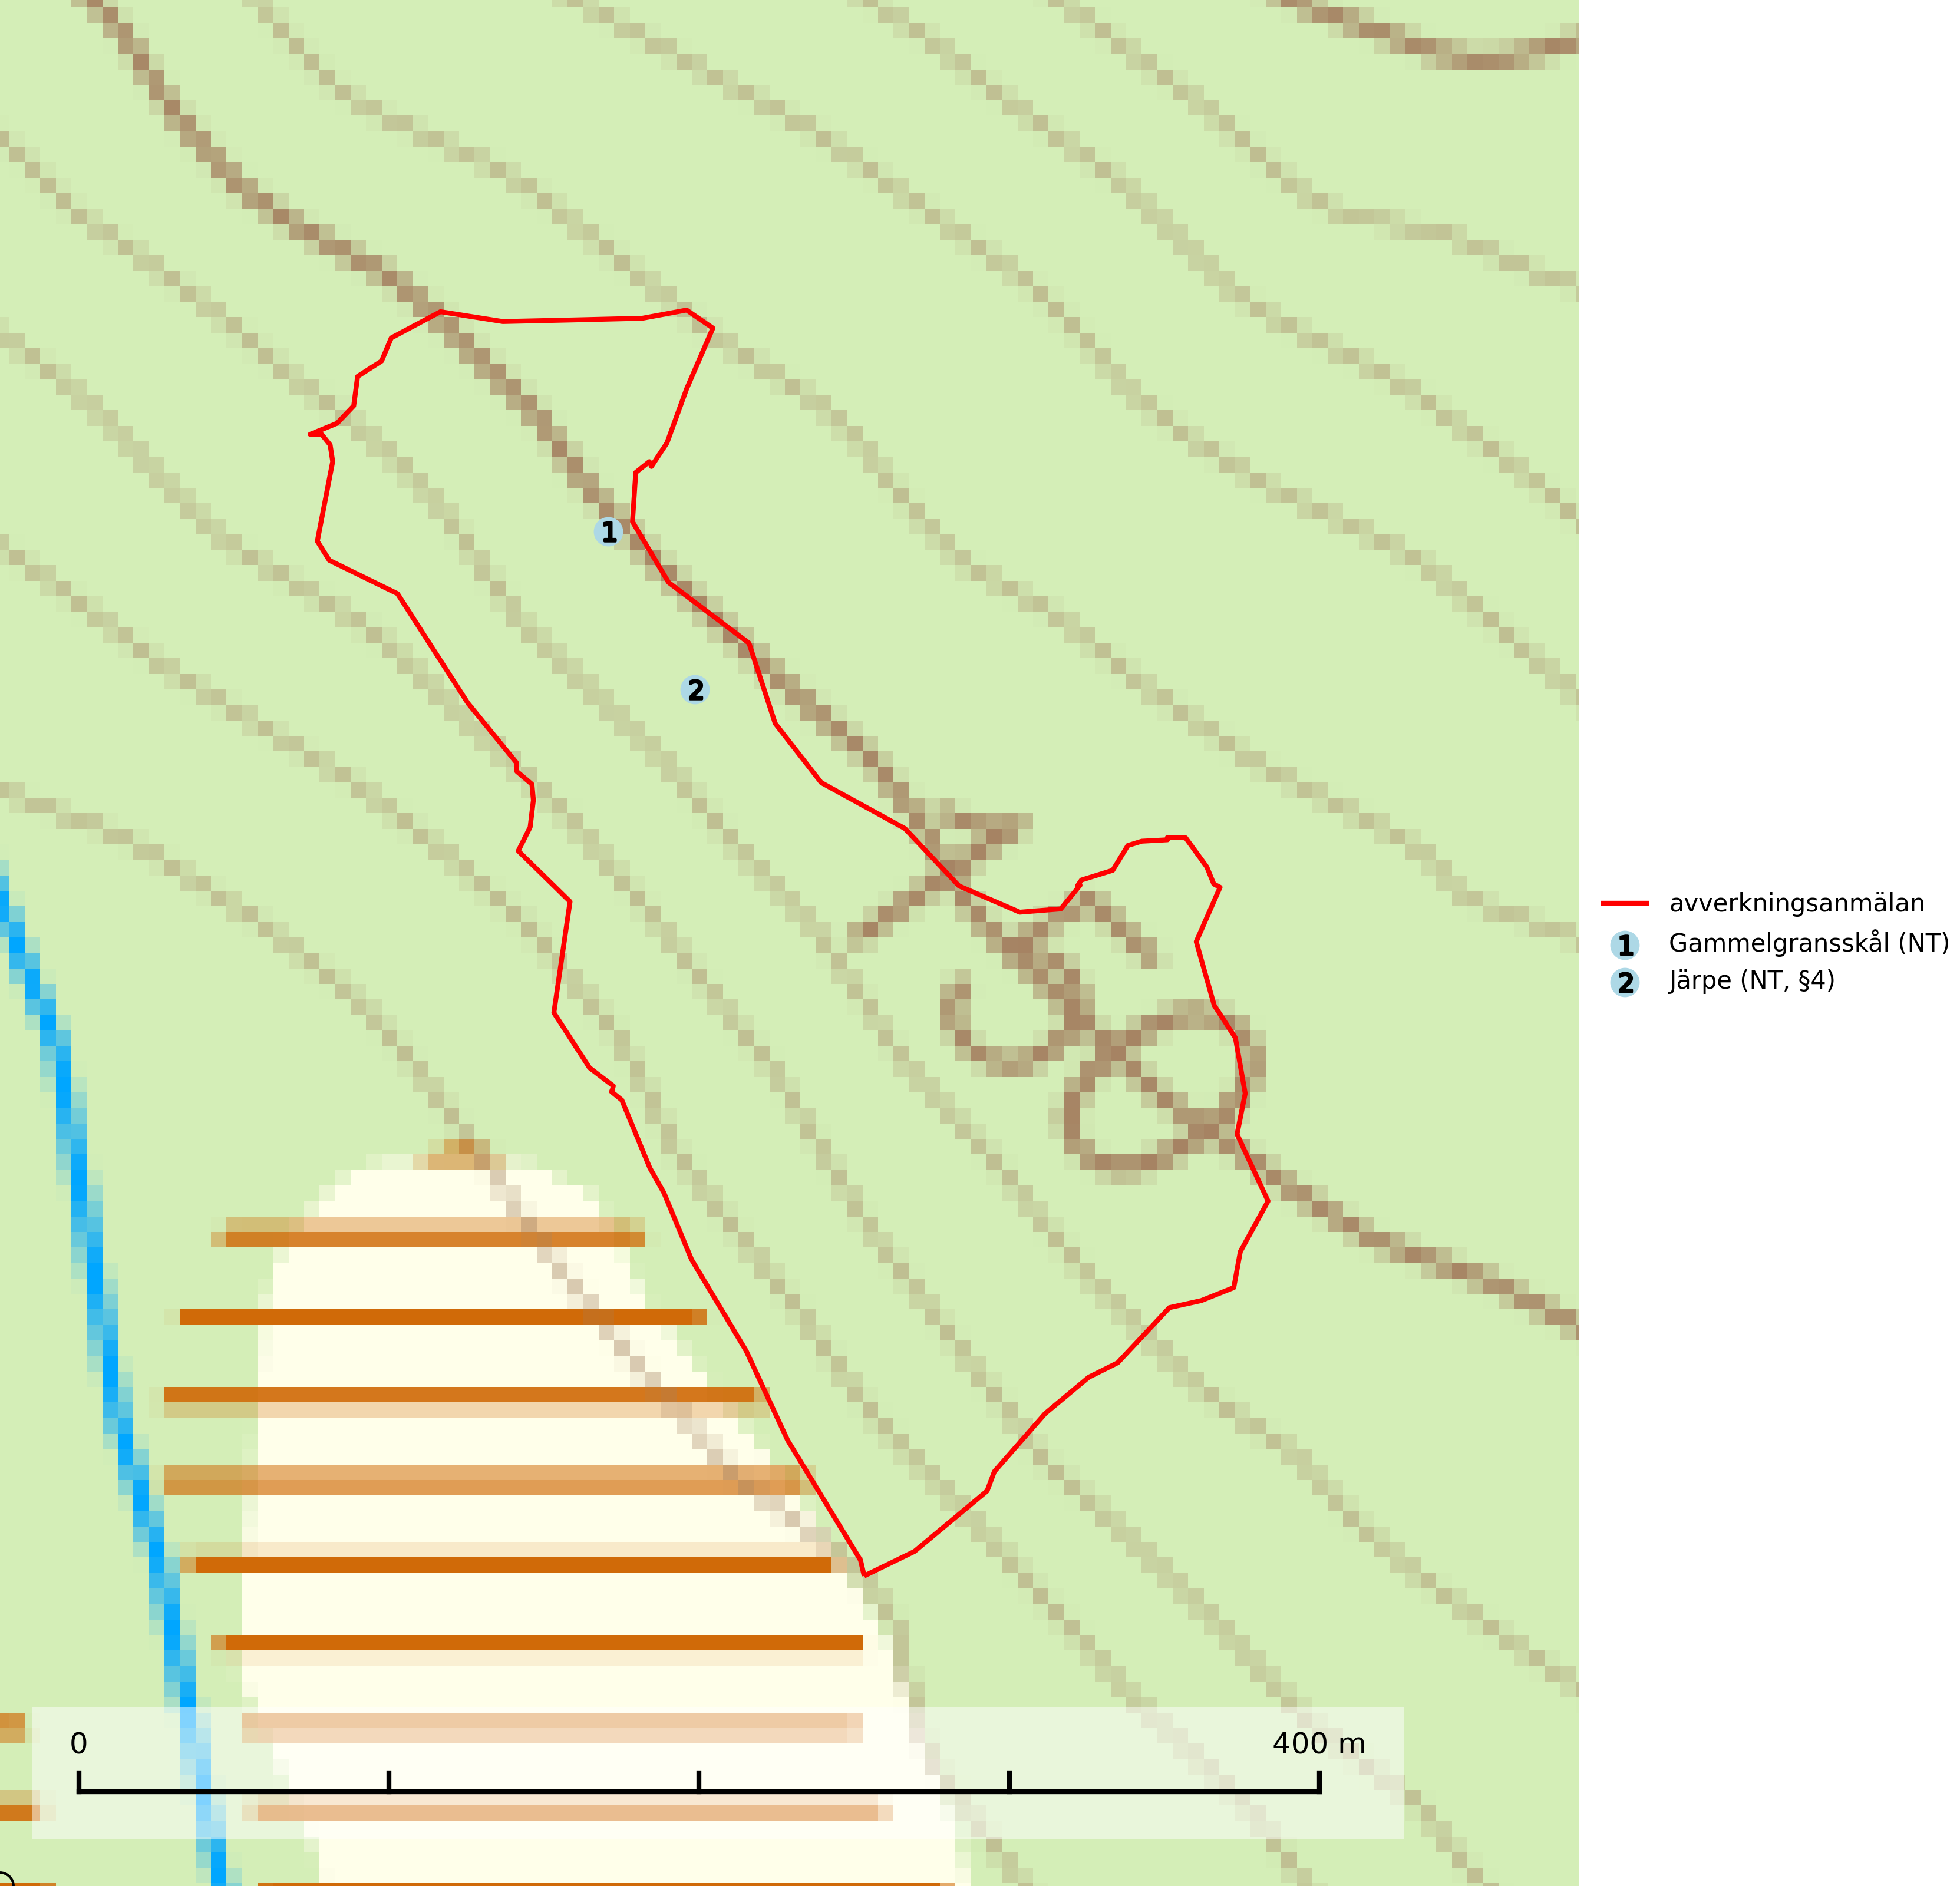 1
2
avverkningsanmälan
1 Gammelgransskål (NT)
2 Järpe (NT, §4)
0 400 m